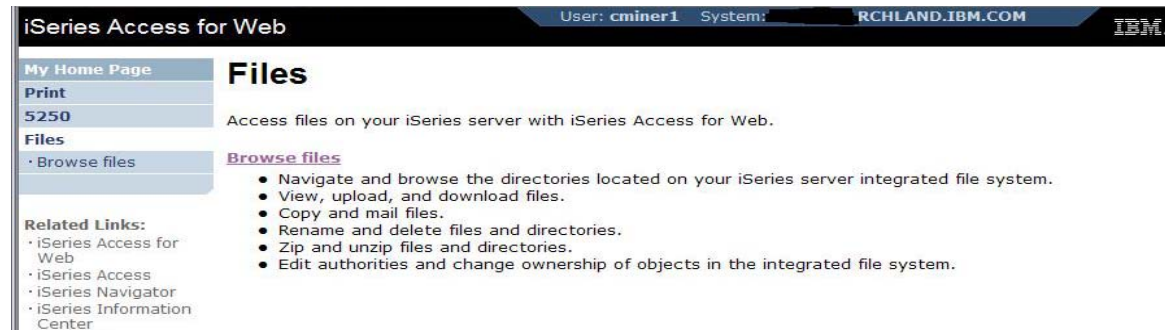 iSeries Access for Web
User: cminer1 System: RCHLAND.IBM.COM
IBM.
My Home Page
Print
5250
Files
· Browse files
Related Links:
· iSeries Access for
Web
· iSeries Access
· iSeries Navigator
· iSeries Information
Center
Files
Access files on your iSeries server with iSeries Access for Web.
Browse files
● Navigate and browse the directories located on your iSeries server integrated file system.
● View, upload, and download files.
● Copy and mail files.
● Rename and delete files and directories.
● Zip and unzip files and directories.
● Edit authorities and change ownership of objects in the integrated file system.